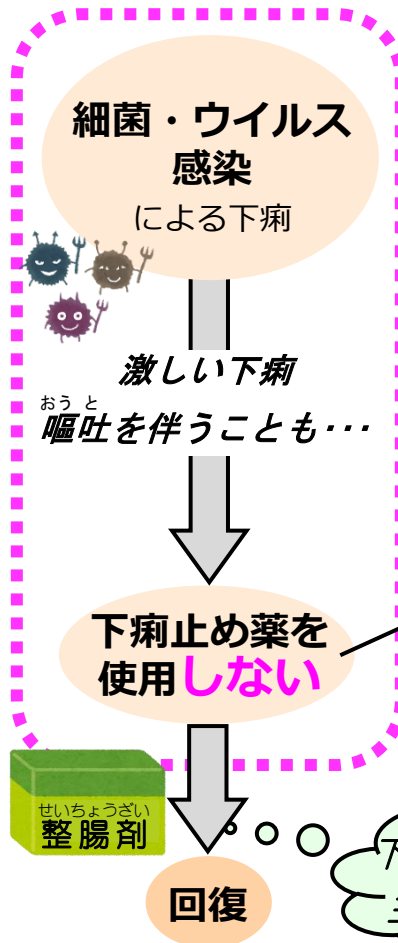 細菌・ウイルス
感染
による下痢
激しい下痢
おうと
嘔吐を伴うことも･･･
下痢止め薬を
使用しない
せいちょうざい
整腸剤
回復